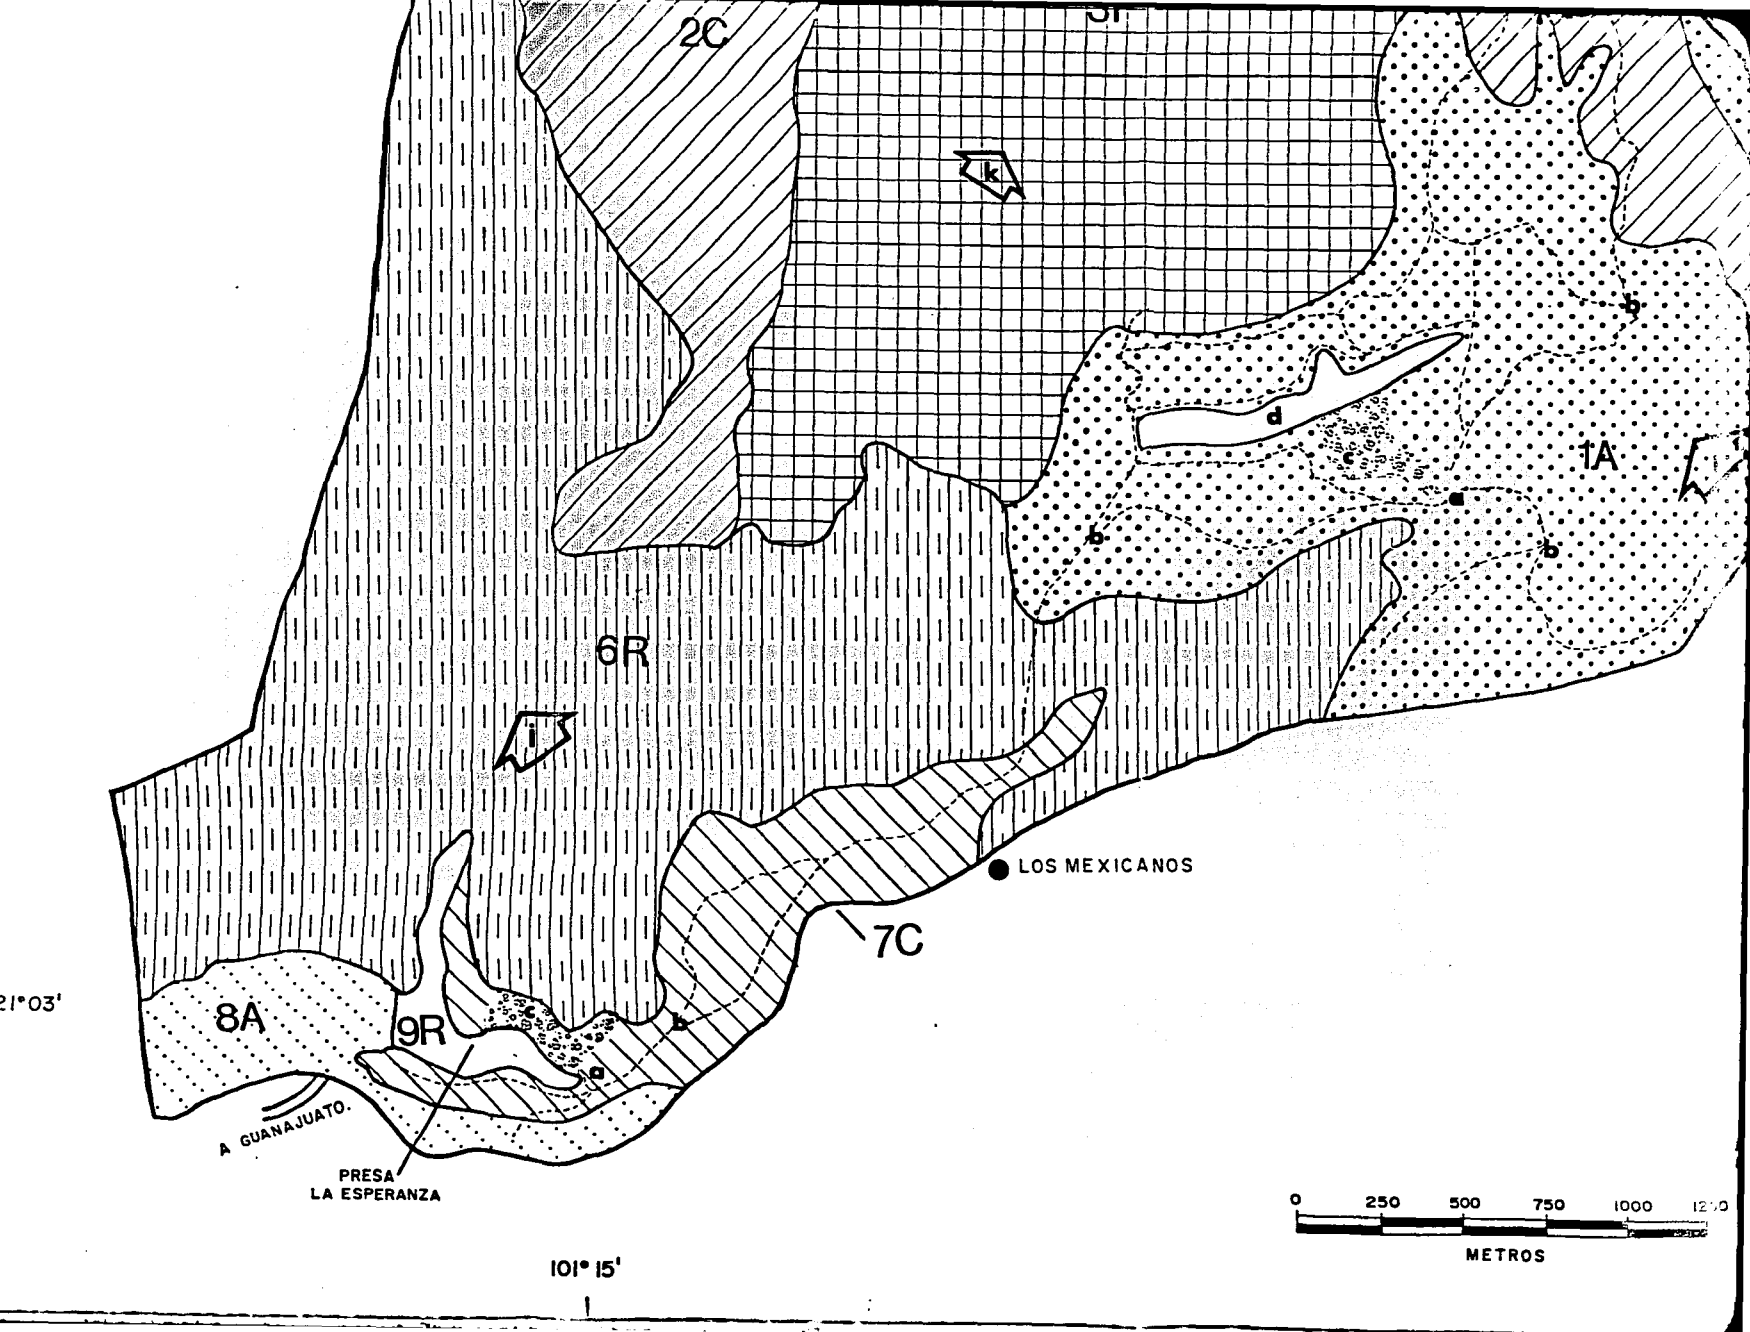 2C
k
b
d
c
1A
a
b
b
6R
i
LOS MEXICANOS
7C
21°03'
8A
9R
c
b
a
A GUANAJUATO.
PRESA
LA ESPERANZA
0 250 500 750 1000
METROS
101°15'